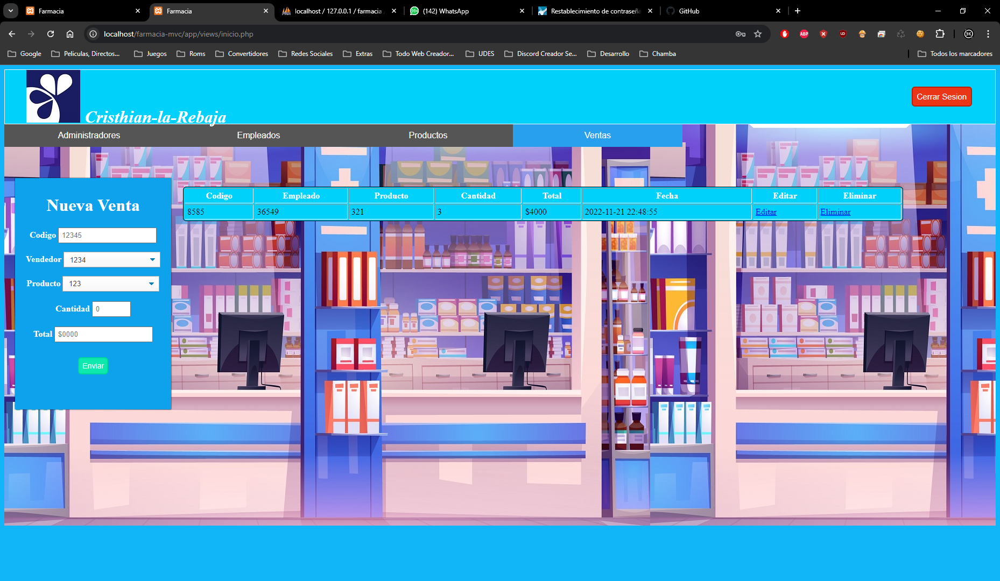 Farmacia
Farmacia
localhost / 127.0.0.1 / farmacia
(142) WhatsApp
Restablecimiento de contraseña
GitHub
localhost/farmacia-mvc/app/views/inicio.php
Google
Peliculas, Directos...
Juegos
Roms
Convertidores
Redes Sociales
Extras
Todo Web Creador...
UDES
Discord Creador Se...
Desarrollo
Chamba
Todos los marcadores
Cristhian-la-Rebaja
Cerrar Sesion
Administradores
Empleados
Productos
Ventas
Nueva Venta
Codigo 12345
Vendedor 1234
Producto 123
Cantidad 0
Total $0000
Enviar
Codigo Empleado Producto Cantidad Total Fecha Editar Eliminar
8585 36549 321 3 $4000 2022-11-21 22:48:55 Editar Eliminar